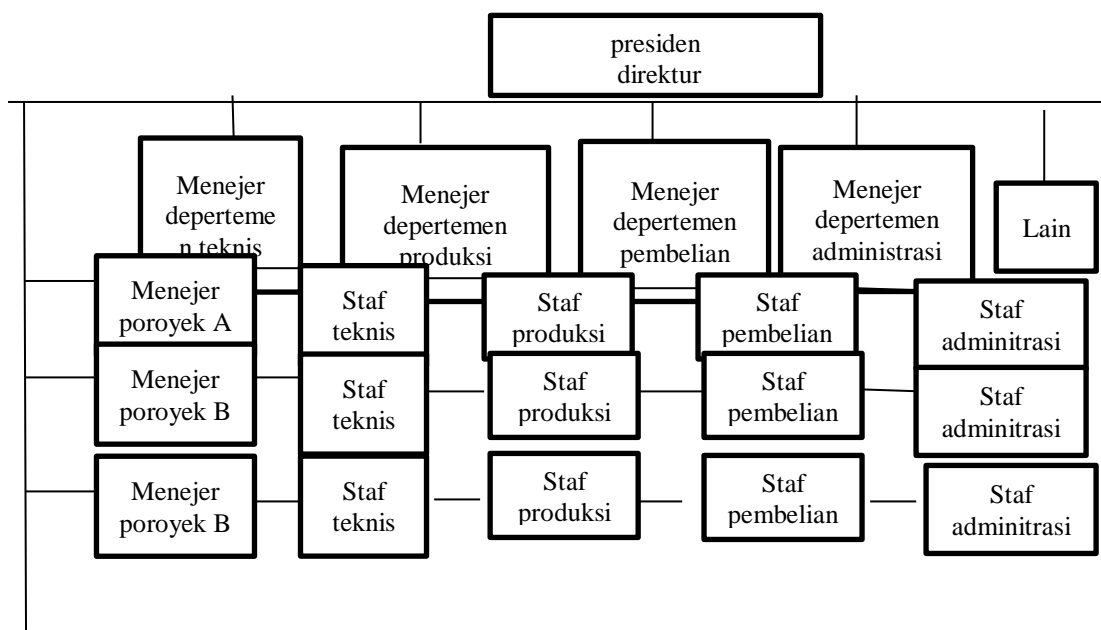 presiden
direktur
Menejer
deperteme
n teknis
Menejer
depertemen
produksi
Menejer
depertemen
pembelian
Menejer
depertemen
administrasi
Lain
Menejer
poroyek A
Staf
teknis
Staf
produksi
Staf
pembelian
Staf
adminitrasi
Menejer
poroyek B
Staf
teknis
Staf
produksi
Staf
pembelian
Staf
adminitrasi
Menejer
poroyek B
Staf
teknis
Staf
produksi
Staf
pembelian
Staf
adminitrasi